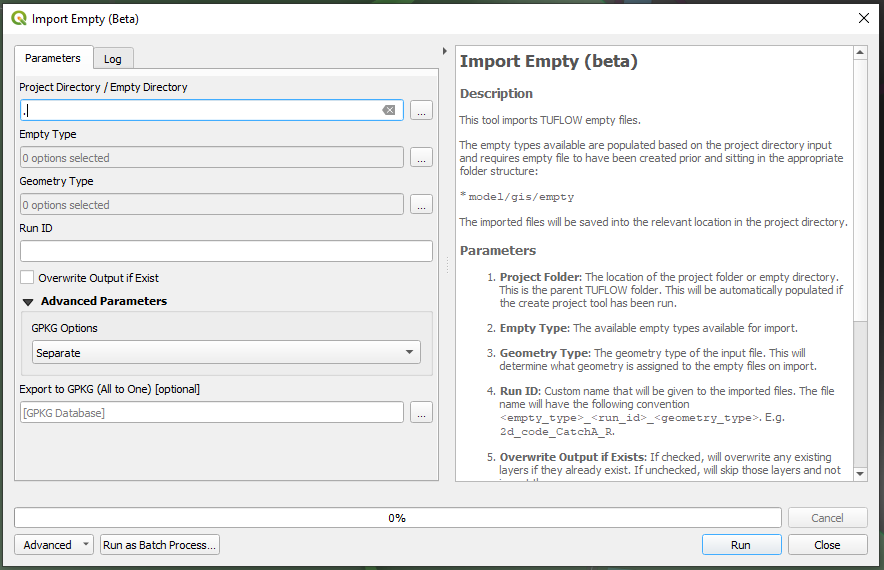 Import Empty (Beta)
Parameters
Log
Project Directory / Empty Directory
.
...
Empty Type
0 options selected
...
Geometry Type
0 options selected
...
Run ID
Overwrite Output if Exist
Advanced Parameters
GPKG Options
Separate
Export to GPKG (All to One) [optional]
[GPKG Database]
...
Import Empty (beta)
Description
This tool imports TUFLOW empty files.
The empty types available are populated based on the project directory input
and requires empty file to have been created prior and sitting in the appropriate
folder structure:
* model/gis/empty
The imported files will be saved into the relevant location in the project directory.
Parameters
1. Project Folder: The location of the project folder or empty directory.
This is the parent TUFLOW folder. This will be automatically populated if
the create project tool has been run.
2. Empty Type: The available empty types available for import.
3. Geometry Type: The geometry type of the input file. This will
determine what geometry is assigned to the empty files on import.
4. Run ID: Custom name that will be given to the imported files. The file
name will have the following convention
<empty_type>_<run_id>_<geometry_type>. E.g.
2d_code_CatchA_R.
5. Overwrite Output if Exists: If checked, will overwrite any existing
layers if they already exist. If unchecked, will skip those layers and not
0%
Cancel
Advanced
Run as Batch Process...
Run
Close